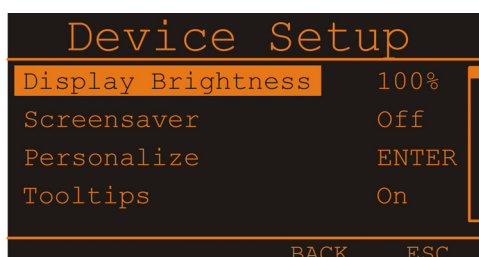 Device Setup
Display Brightness 100%
Screensaver Off
Personalize ENTER
Tooltips On
BACK ESC